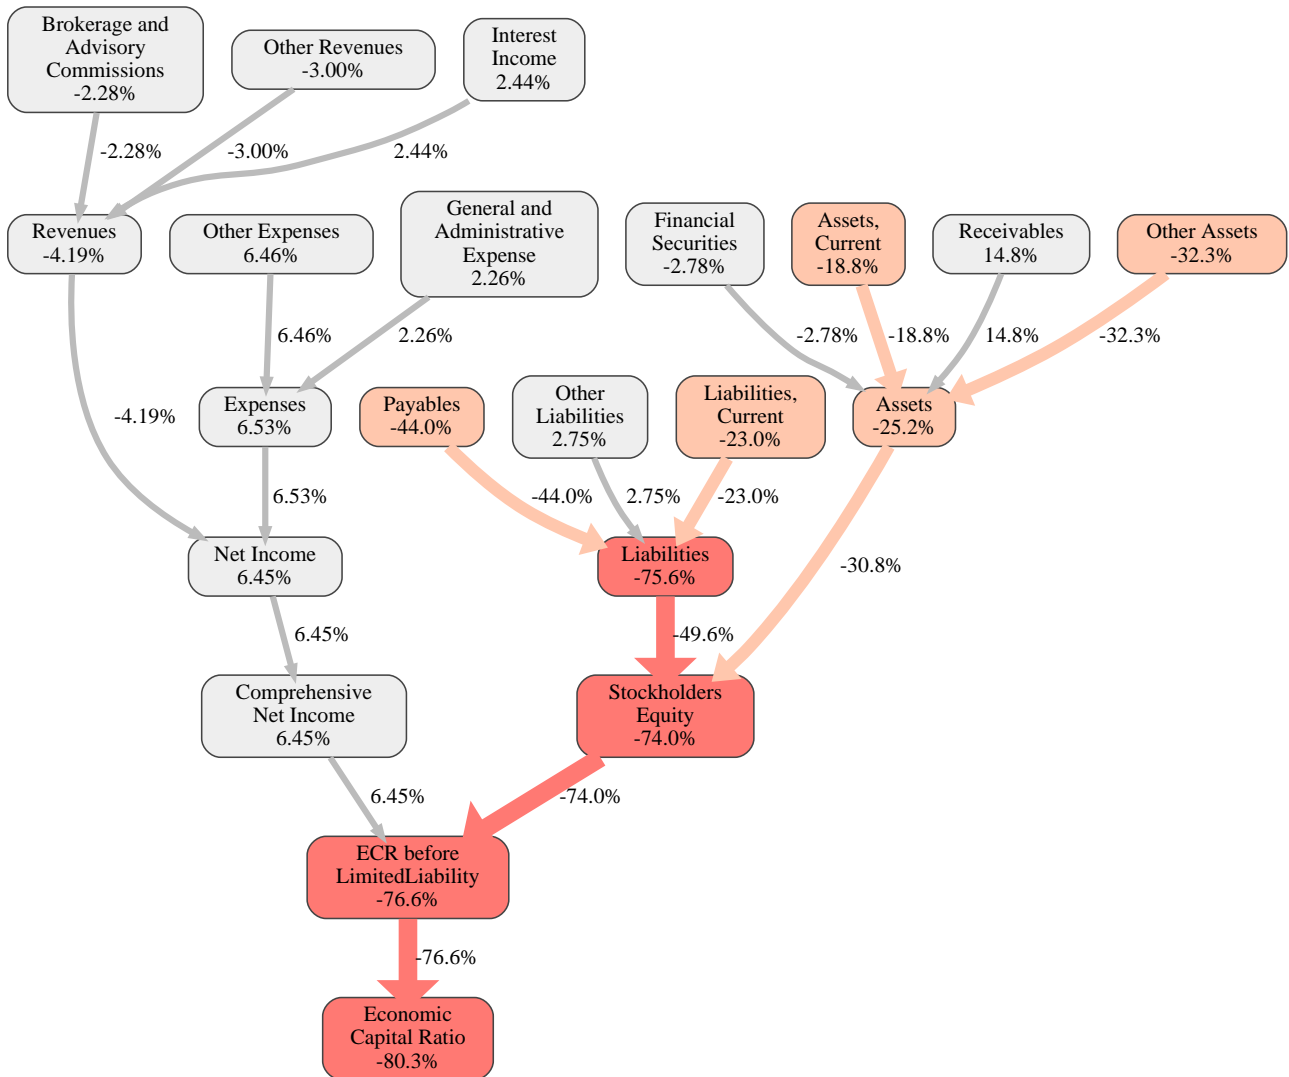 Brokerage and
Advisory
Commissions
-2.28%
Other Revenues
-3.00%
Interest
Income
2.44%
-2.28%
-3.00%
2.44%
Revenues
-4.19%
Other Expenses
6.46%
General and
Administrative
Expense
2.26%
Financial
Securities
-2.78%
Assets,
Current
-18.8%
Receivables
14.8%
Other Assets
-32.3%
6.46%
2.26%
-2.78%
-18.8%
14.8%
-32.3%
-4.19%
Expenses
6.53%
Payables
-44.0%
Other
Liabilities
2.75%
Liabilities,
Current
-23.0%
Assets
-25.2%
6.53%
-44.0%
2.75%
-23.0%
-30.8%
Net Income
6.45%
Liabilities
-75.6%
6.45%
-49.6%
Comprehensive
Net Income
6.45%
Stockholders
Equity
-74.0%
6.45%
-74.0%
ECR before
LimitedLiability
-76.6%
-76.6%
Economic
Capital Ratio
-80.3%